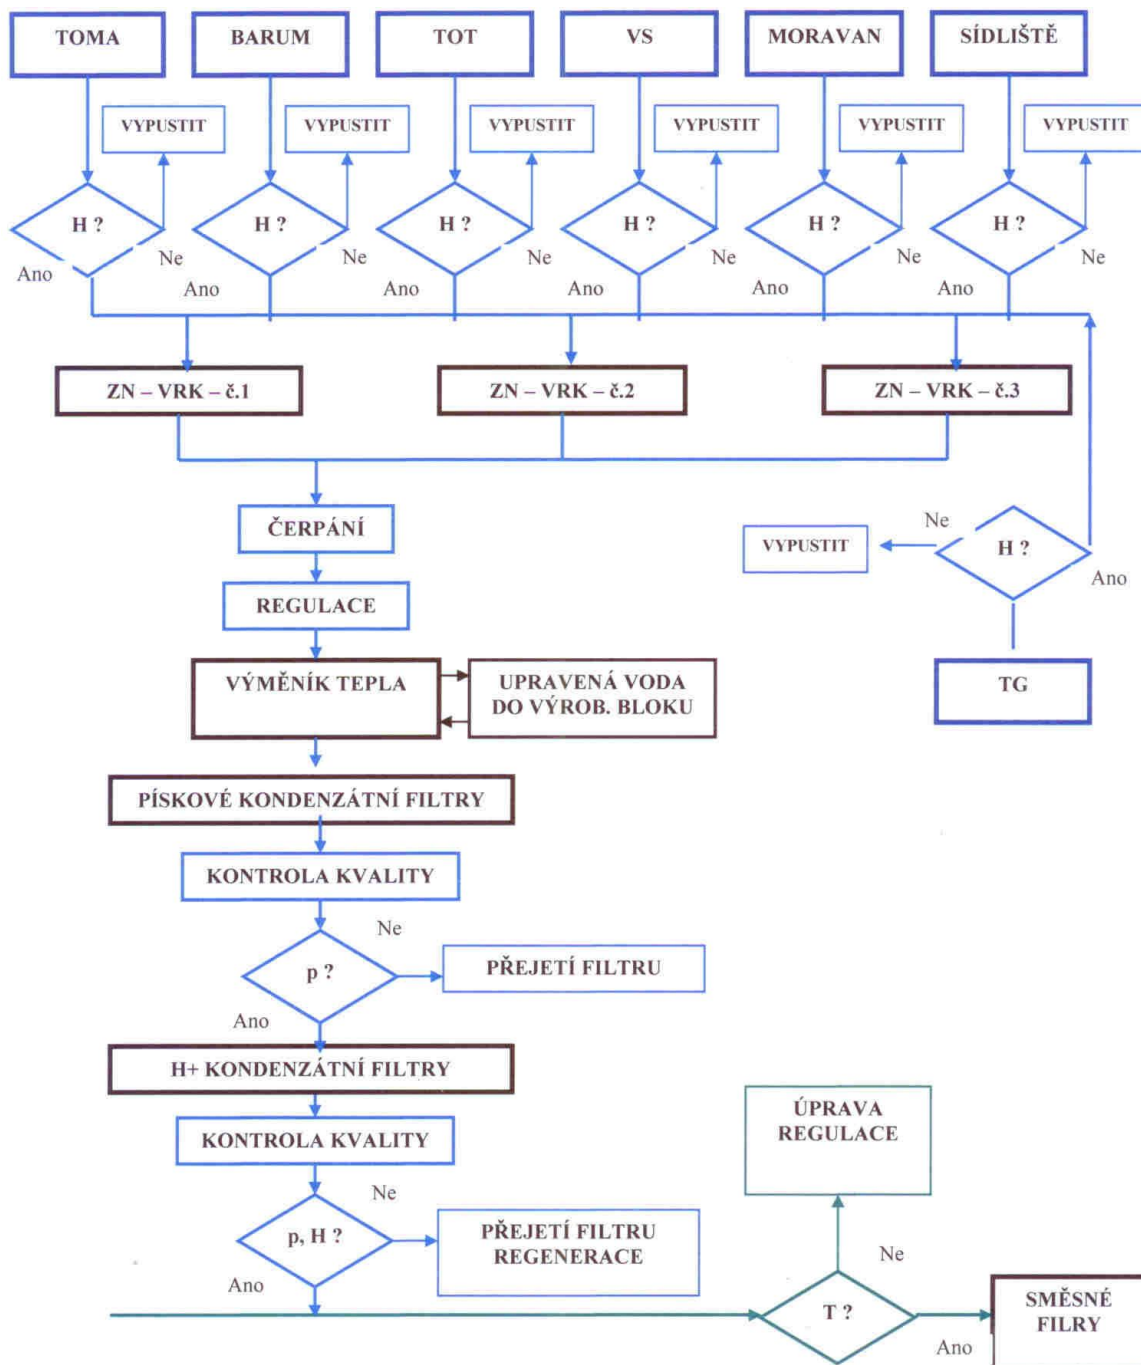 TOMA
BARUM
TOT
VS
MORAVAN
SÍDLIŠTĚ
VYPUSTIT
VYPUSTIT
VYPUSTIT
VYPUSTIT
VYPUSTIT
VYPUSTIT
H ?
H ?
H ?
H ?
H ?
H ?
Ano
Ne
Ano
Ne
Ano
Ne
Ano
Ne
Ano
Ne
Ano
Ne
ZN – VRK – č.1
ZN – VRK – č.2
ZN – VRK – č.3
ČERPÁNÍ
VYPUSTIT
Ne
H ?
Ano
REGULACE
VÝMĚNÍK TEPLA
UPRAVENÁ VODA
DO VÝROB. BLOKU
TG
PÍSKOVÉ KONDENZÁTNÍ FILTRY
KONTROLA KVALITY
Ne
p ?
PŘEJETÍ FILTRU
Ano
H+ KONDENZÁTNÍ FILTRY
KONTROLA KVALITY
ÚPRAVA
REGULACE
Ne
p, H ?
PŘEJETÍ FILTRU
REGENERACE
Ano
Ne
T ?
Ano
SMĚSNÉ
FILRY